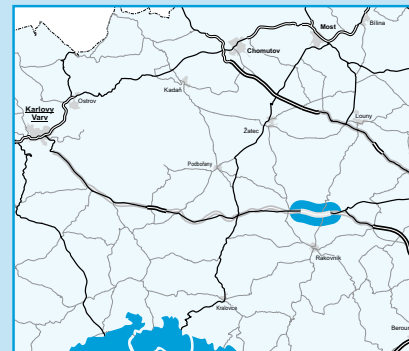 Most
Bílina
Chomutov
Kadaň
Ostrov
Karlovy
Vary
Louny
Žatec
Podbořany
Rakovník
Kralovice
Beroun